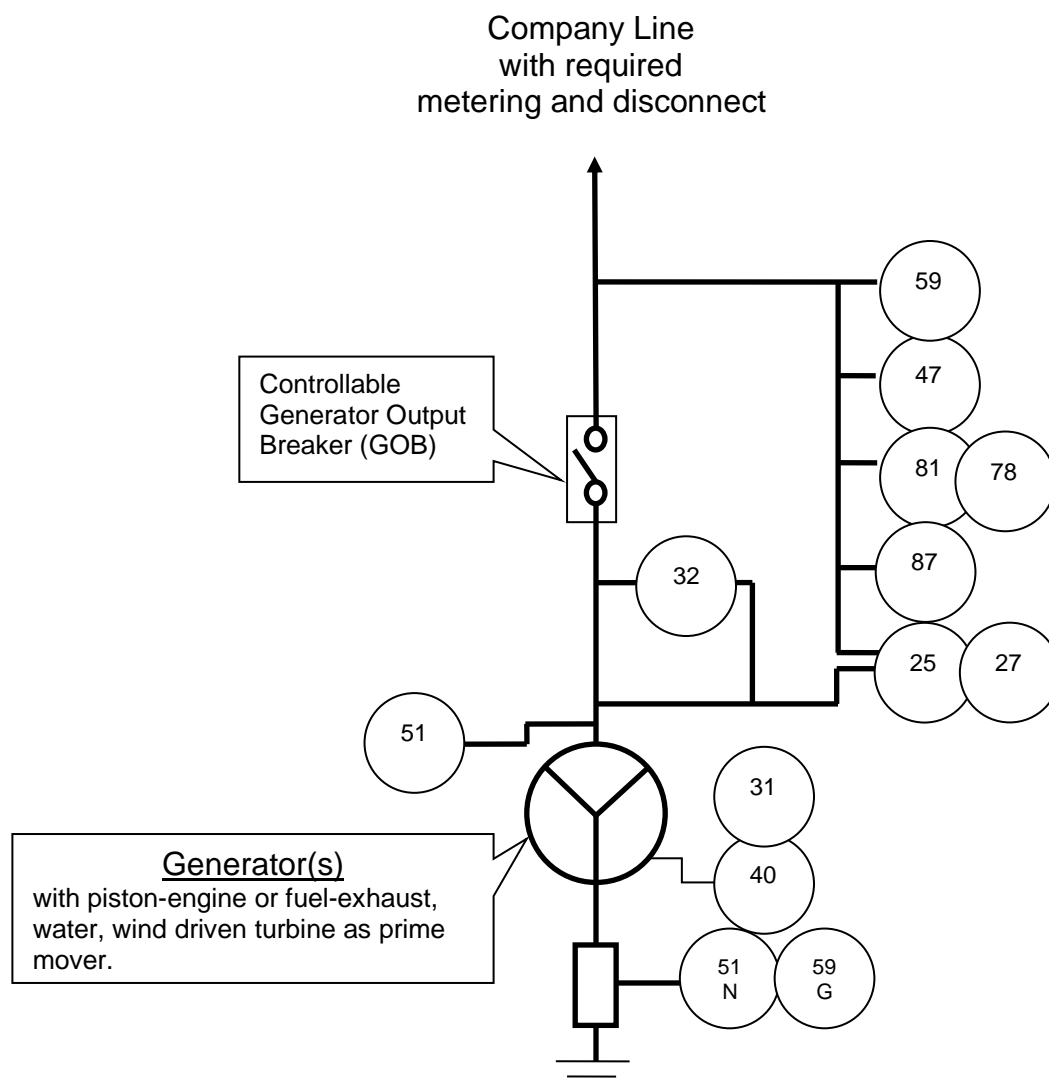 Company Line
with required
metering and disconnect
59
Controllable
Generator Output
Breaker (GOB)
47
81
78
87
32
25
27
51
31
Generator(s)
with piston-engine or fuel-exhaust,
water, wind driven turbine as prime
mover.
40
51
N
59
G